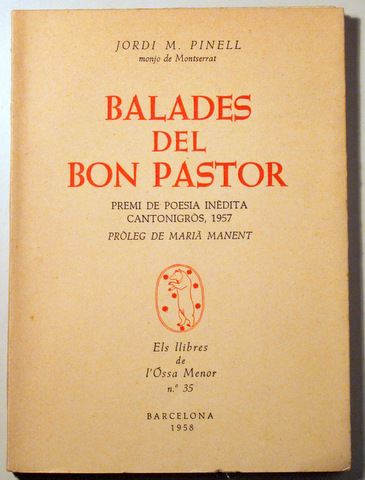 JORDI M. PINELL
monjo de Montserrat
BALADES
DEL
BON PASTOR
PREMI DE POESIA INÈDITA
CANTONIGRÒS, 1957
PRÒLEG DE MARIÀ MANENT
Els llibres
de
l'Óssa Menor
n.º 35
BARCELONA
1958